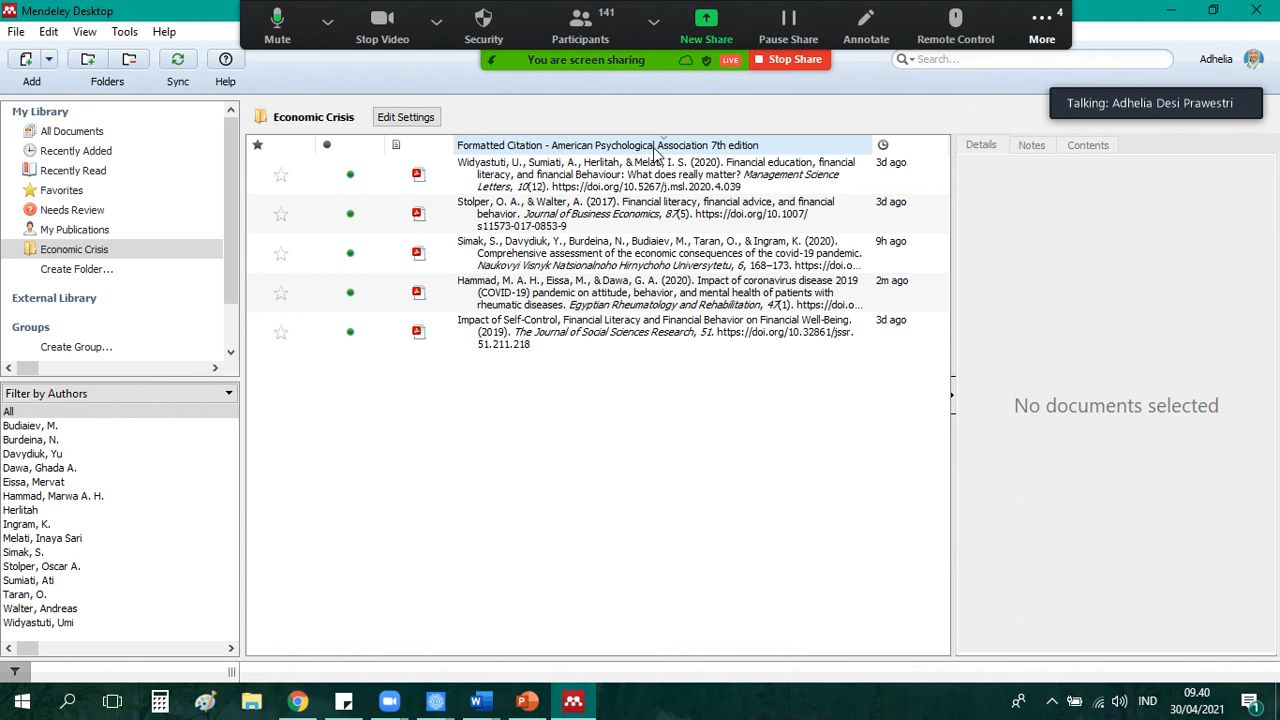 Mendeley Desktop
File Edit View Tools Help
Add Folders Sync Help
Mute Stop Video Security Participants 141 New Share Pause Share Annotate Remote Control 4 More
You are screen sharing LIVE Stop Share
Search...
Adhelia
Talking: Adhelia Desi Prawestri
My Library
All Documents
Recently Added
Recently Read
Favorites
Needs Review
My Publications
Economic Crisis
Create Folder...
External Library
Groups
Create Group...
Filter by Authors
All
Budiaiev, M.
Burdeina, N.
Davydiuk, Yu
Dawa, Ghada A.
Eissa, Mervat
Hammad, Marwa A. H.
Herlitah
Ingram, K.
Melati, Inaya Sari
Simak, S.
Stolper, Oscar A.
Sumiati, Ati
Taran, O.
Walter, Andreas
Widyastuti, Umi
Economic Crisis Edit Settings
Formatted Citation - American Psychological Association 7th edition
Widyastuti, U., Sumiati, A., Herlitah, & Melati, I. S. (2020). Financial education, financial 3d ago
literacy, and financial Behaviour: What does really matter? Management Science
Letters, 10(12). https://doi.org/10.5267/j.msl.2020.4.039
Stolper, O. A., & Walter, A. (2017). Financial literacy, financial advice, and financial 3d ago
behavior. Journal of Business Economics, 87(5). https://doi.org/10.1007/
s11573-017-0853-9
Simak, S., Davydiuk, Y., Burdeina, N., Budiaiev, M., Taran, O., & Ingram, K. (2020). 9h ago
Comprehensive assessment of the economic consequences of the covid-19 pandemic.
Naukovyi Visnyk Natsionalnoho Hirnychoho Universytetu, 6, 168–173. https://doi.o...
Hammad, M. A. H., Eissa, M., & Dawa, G. A. (2020). Impact of coronavirus disease 2019 2m ago
(COVID-19) pandemic on attitude, behavior, and mental health of patients with
rheumatic diseases. Egyptian Rheumatology and Rehabilitation, 47(1). https://doi.o...
Impact of Self-Control, Financial Literacy and Financial Behavior on Financial Well-Being. 3d ago
(2019). The Journal of Social Sciences Research, 51. https://doi.org/10.32861/jssr.
51.211.218
Details Notes Contents
No documents selected
IND
09.40
30/04/2021
1